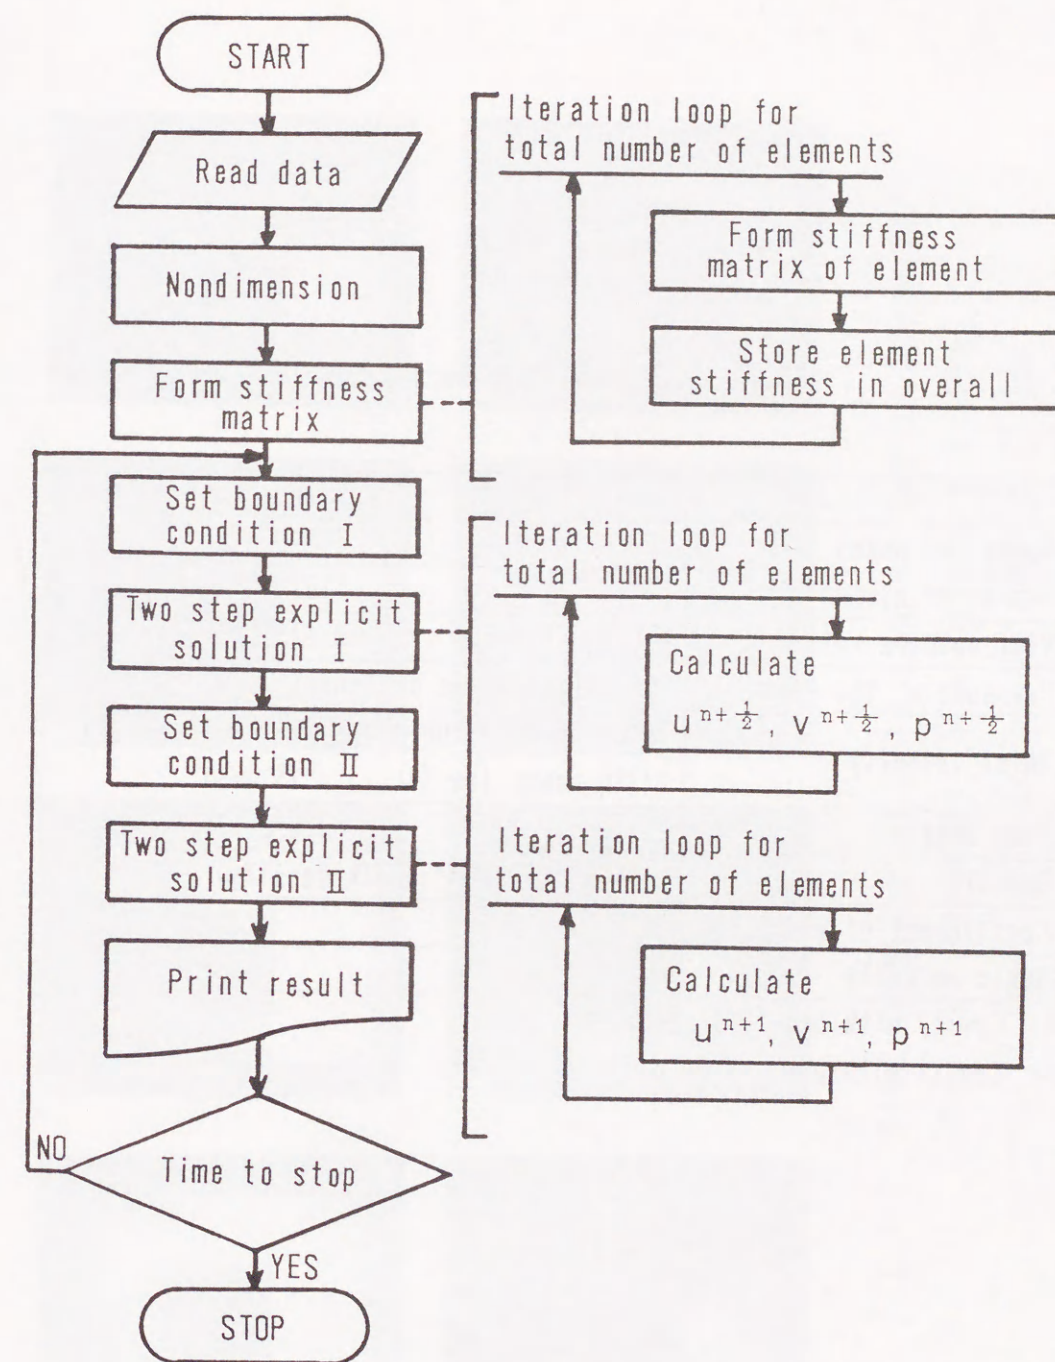 START
Read data
Nondimension
Form stiffness
matrix
Set boundary
condition I
Two step explicit
solution I
Set boundary
condition II
Two step explicit
solution II
Print result
Time to stop
NO
YES
STOP
Iteration loop for
total number of elements
Form stiffness
matrix of element
Store element
stiffness in overall
Iteration loop for
total number of elements
Calculate
u^{n+1/2}, v^{n+1/2}, p^{n+1/2}
Iteration loop for
total number of elements
Calculate
u^{n+1}, v^{n+1}, p^{n+1}